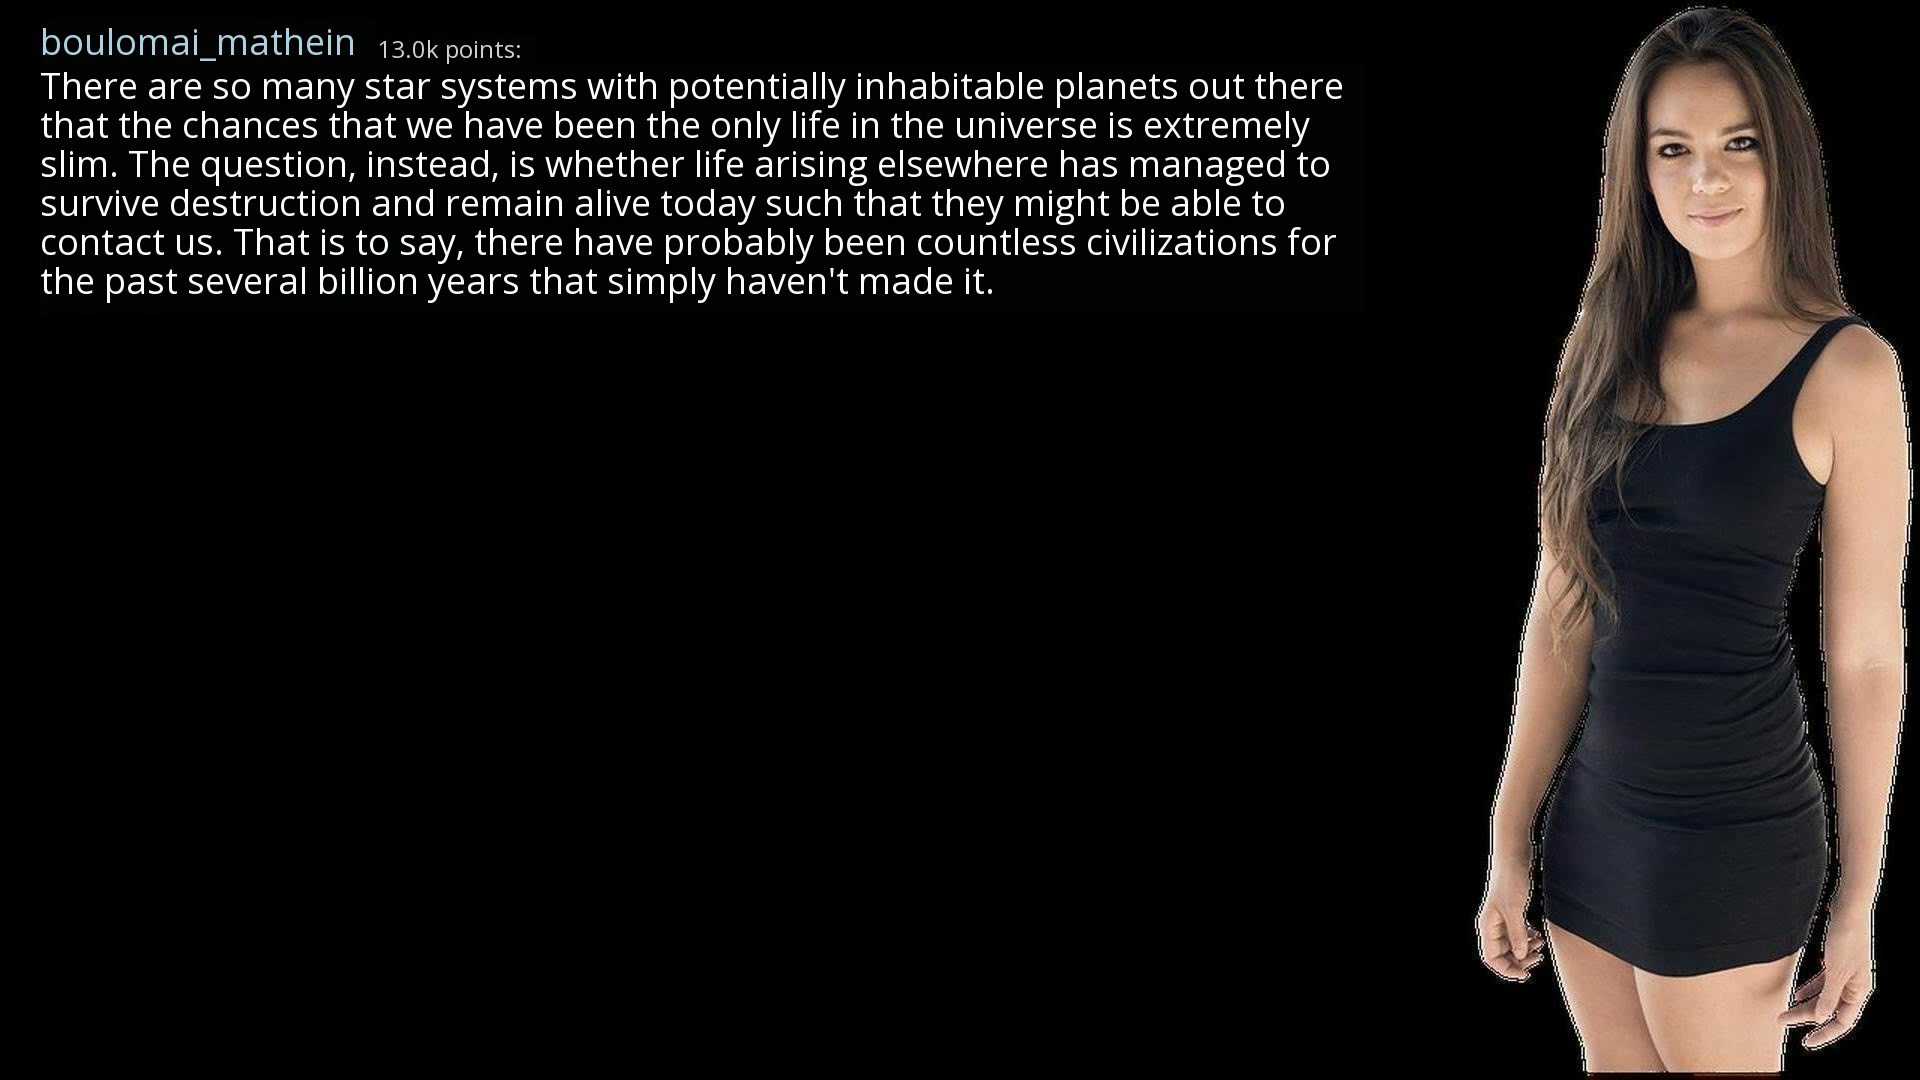 boulomai_mathein 13.0k points:
There are so many star systems with potentially inhabitable planets out there
that the chances that we have been the only life in the universe is extremely
slim. The question, instead, is whether life arising elsewhere has managed to
survive destruction and remain alive today such that they might be able to
contact us. That is to say, there have probably been countless civilizations for
the past several billion years that simply haven't made it.